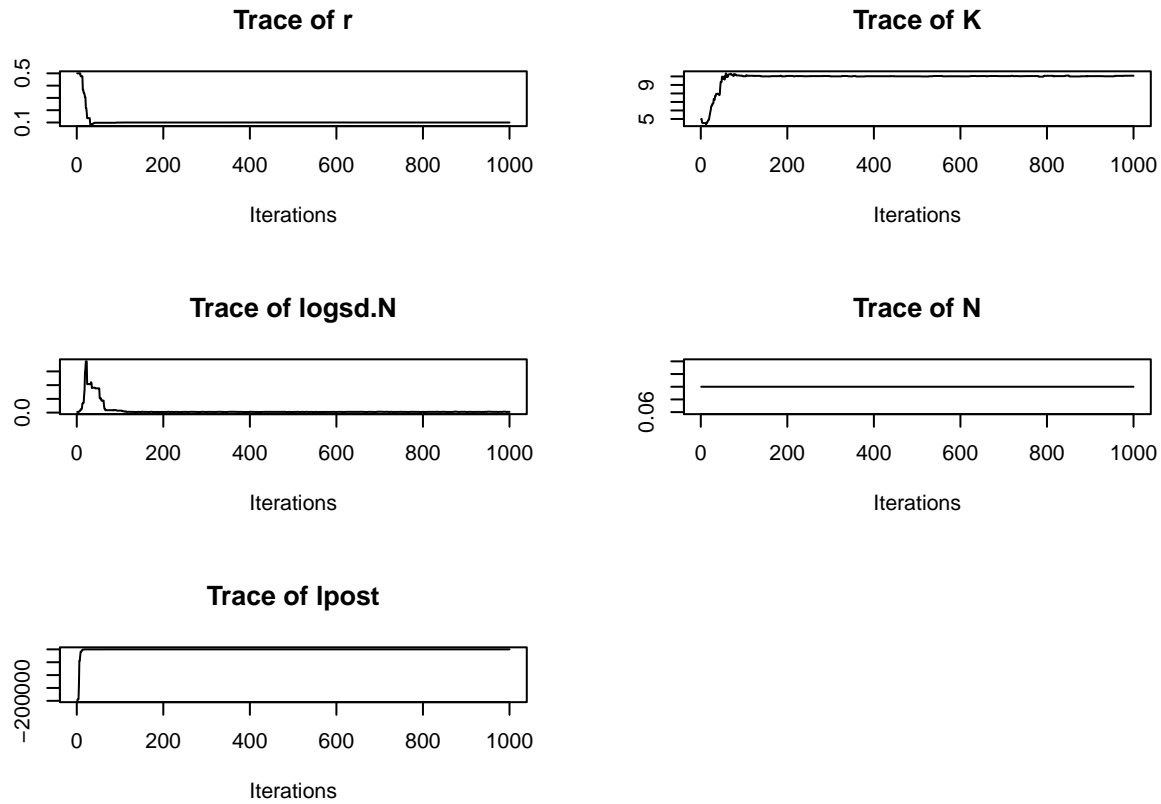 Trace of r
0.5
0.1
0 200 400 600 800 1000
Iterations
Trace of K
9
5
0 200 400 600 800 1000
Iterations
Trace of logsd.N
0.0
0 200 400 600 800 1000
Iterations
Trace of N
0.06
0 200 400 600 800 1000
Iterations
Trace of lpost
−200000
0 200 400 600 800 1000
Iterations